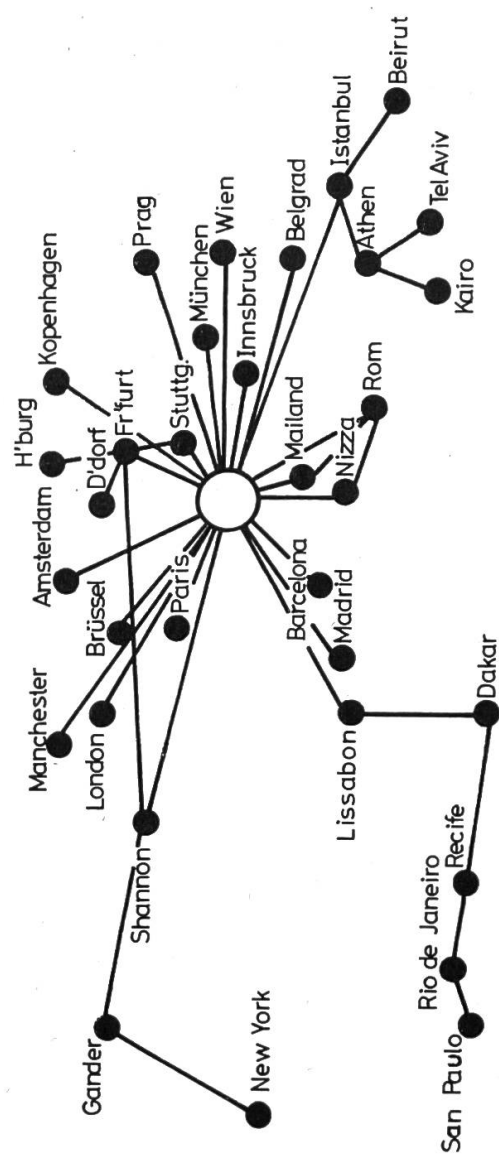 Manchester
Amsterdam
H'burg
Kopenhagen
London
Brüssel
D'dorf
Fr'furt
Prag
Gander
Shannon
Paris
Stuttg.
München
Wien
New York
Innsbruck
Belgrad
Lissabon
Madrid
Barcelona
Mailand
Nizza
Rom
Istanbul
Beirut
Athen
Tel Aviv
Kairo
San Paulo
Rio de Janeiro
Recife
Dakar